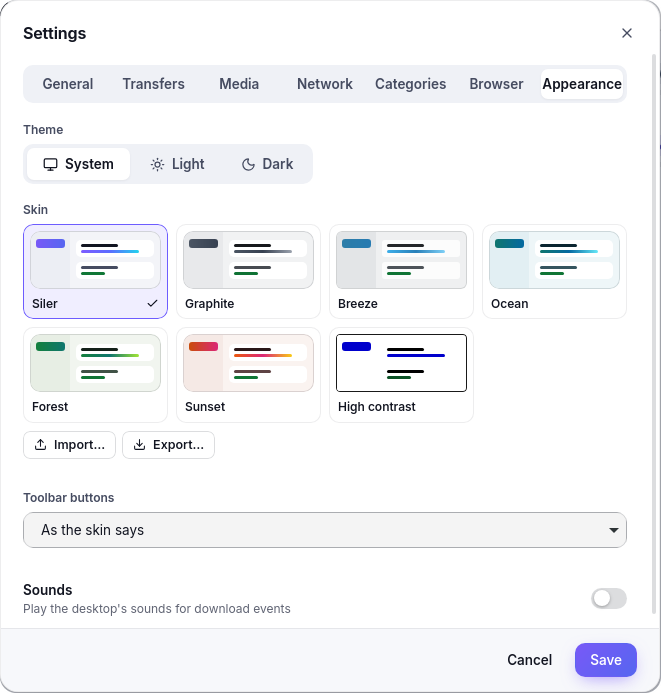 Settings
General Transfers Media Network Categories Browser Appearance
Theme
System Light Dark
Skin
Siler Graphite Breeze Ocean
Forest Sunset High contrast
Import... Export...
Toolbar buttons
As the skin says
Sounds
Play the desktop's sounds for download events
Cancel Save